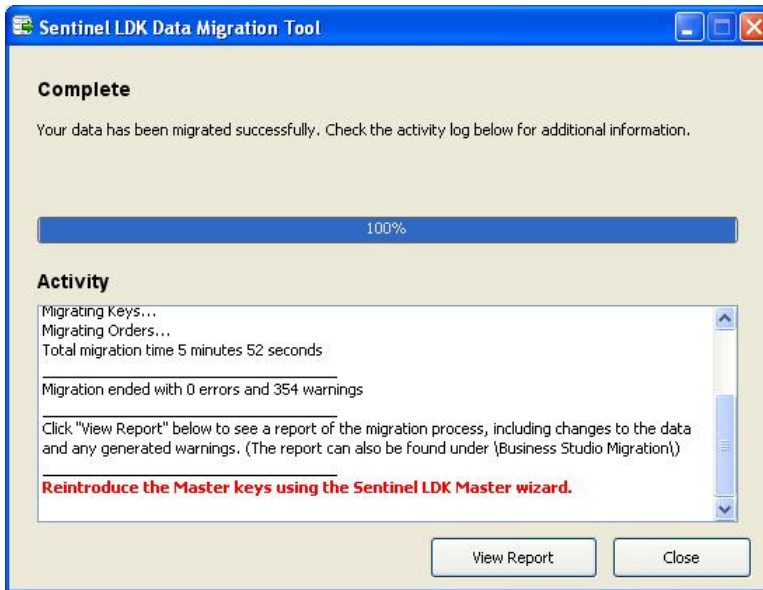 Sentinel LDK Data Migration Tool
Complete
Your data has been migrated successfully. Check the activity log below for additional information.
100%
Activity
Migrating Keys...
Migrating Orders...
Total migration time 5 minutes 52 seconds
Migration ended with 0 errors and 354 warnings
Click "View Report" below to see a report of the migration process, including changes to the data
and any generated warnings. (The report can also be found under \Business Studio Migration\)
Reintroduce the Master keys using the Sentinel LDK Master wizard.
View Report
Close